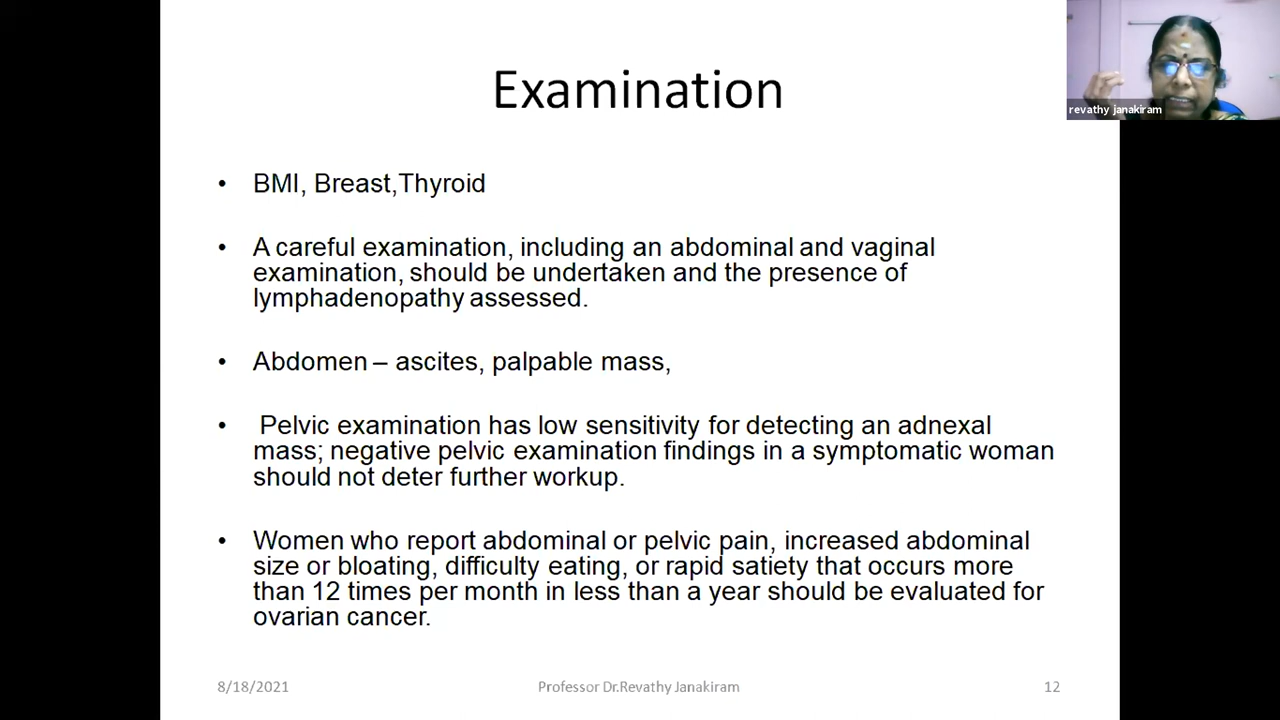 Examination
revathy janakiram
• BMI, Breast,Thyroid
• A careful examination, including an abdominal and vaginal
examination, should be undertaken and the presence of
lymphadenopathy assessed.
• Abdomen – ascites, palpable mass,
• Pelvic examination has low sensitivity for detecting an adnexal
mass; negative pelvic examination findings in a symptomatic woman
should not deter further workup.
• Women who report abdominal or pelvic pain, increased abdominal
size or bloating, difficulty eating, or rapid satiety that occurs more
than 12 times per month in less than a year should be evaluated for
ovarian cancer.
8/18/2021 Professor Dr.Revathy Janakiram 12